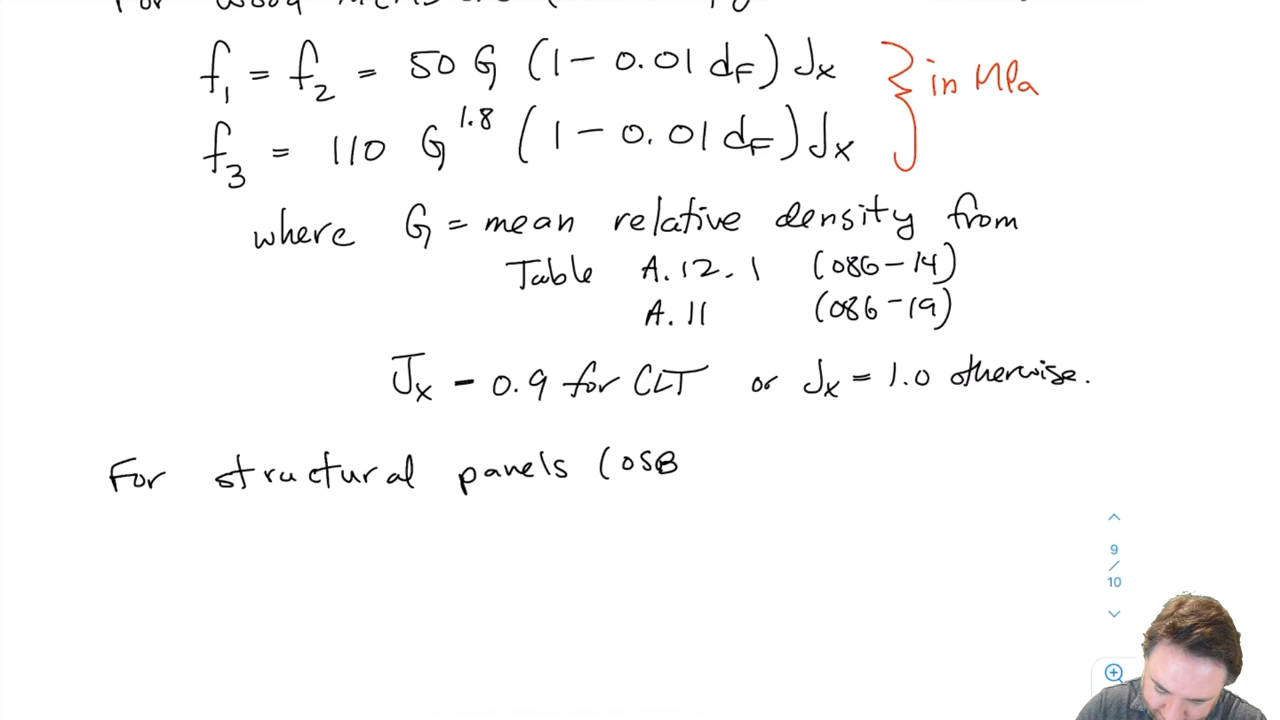 For wood
f₁ = f₂ = 50 G (1 - 0.01 d_F) J_x
f₃ = 110 G^1.8 (1 - 0.01 d_F) J_x
} in MPa
where G = mean relative density from
Table A.12.1 (086-14)
A.11 (086-19)
J_x - 0.9 for CLT or J_x = 1.0 otherwise.
For structural panels (OSB
9
/
10